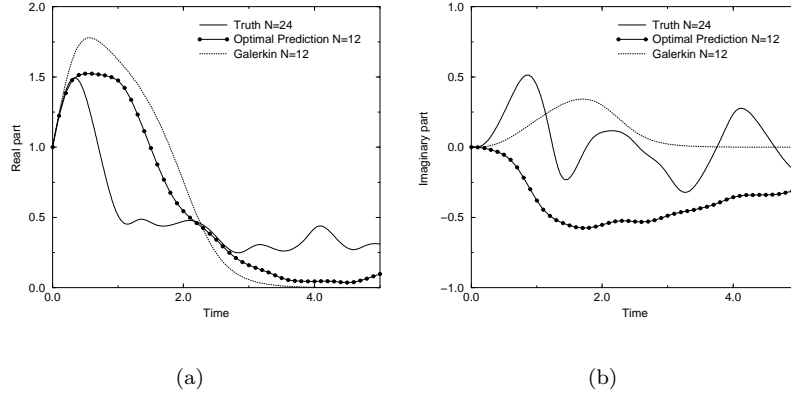 Truth N=24
Optimal Prediction N=12
Galerkin N=12
2.0
1.5
1.0
0.5
0.0
Real part
0.0
2.0
4.0
Time
(a)
Truth N=24
Optimal Prediction N=12
Galerkin N=12
1.0
0.5
0.0
−0.5
−1.0
Imaginary part
0.0
2.0
4.0
Time
(b)